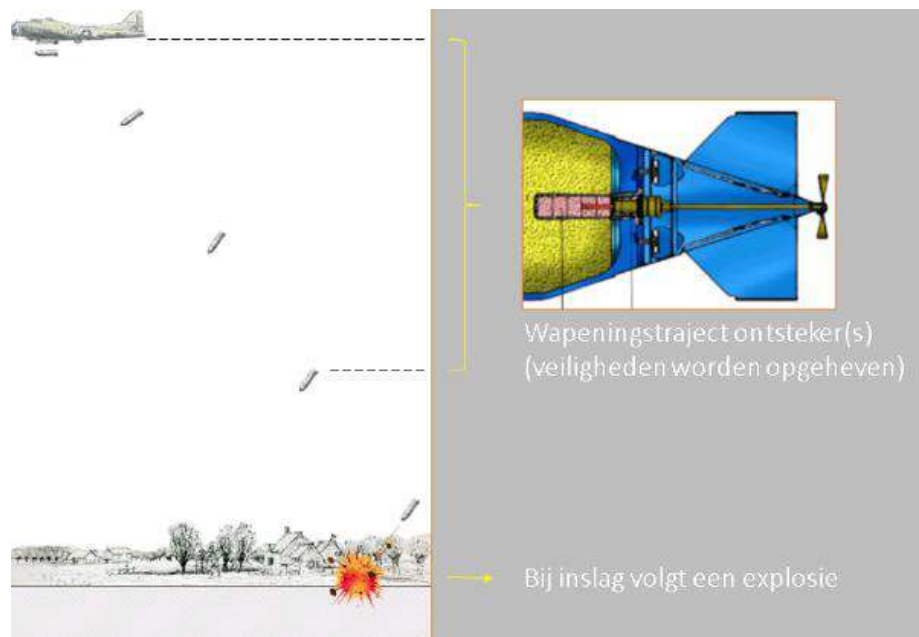 Wapeningstraject ontsteker(s)
(veiligheden worden opgeheven)
Bij inslag volgt een explosie